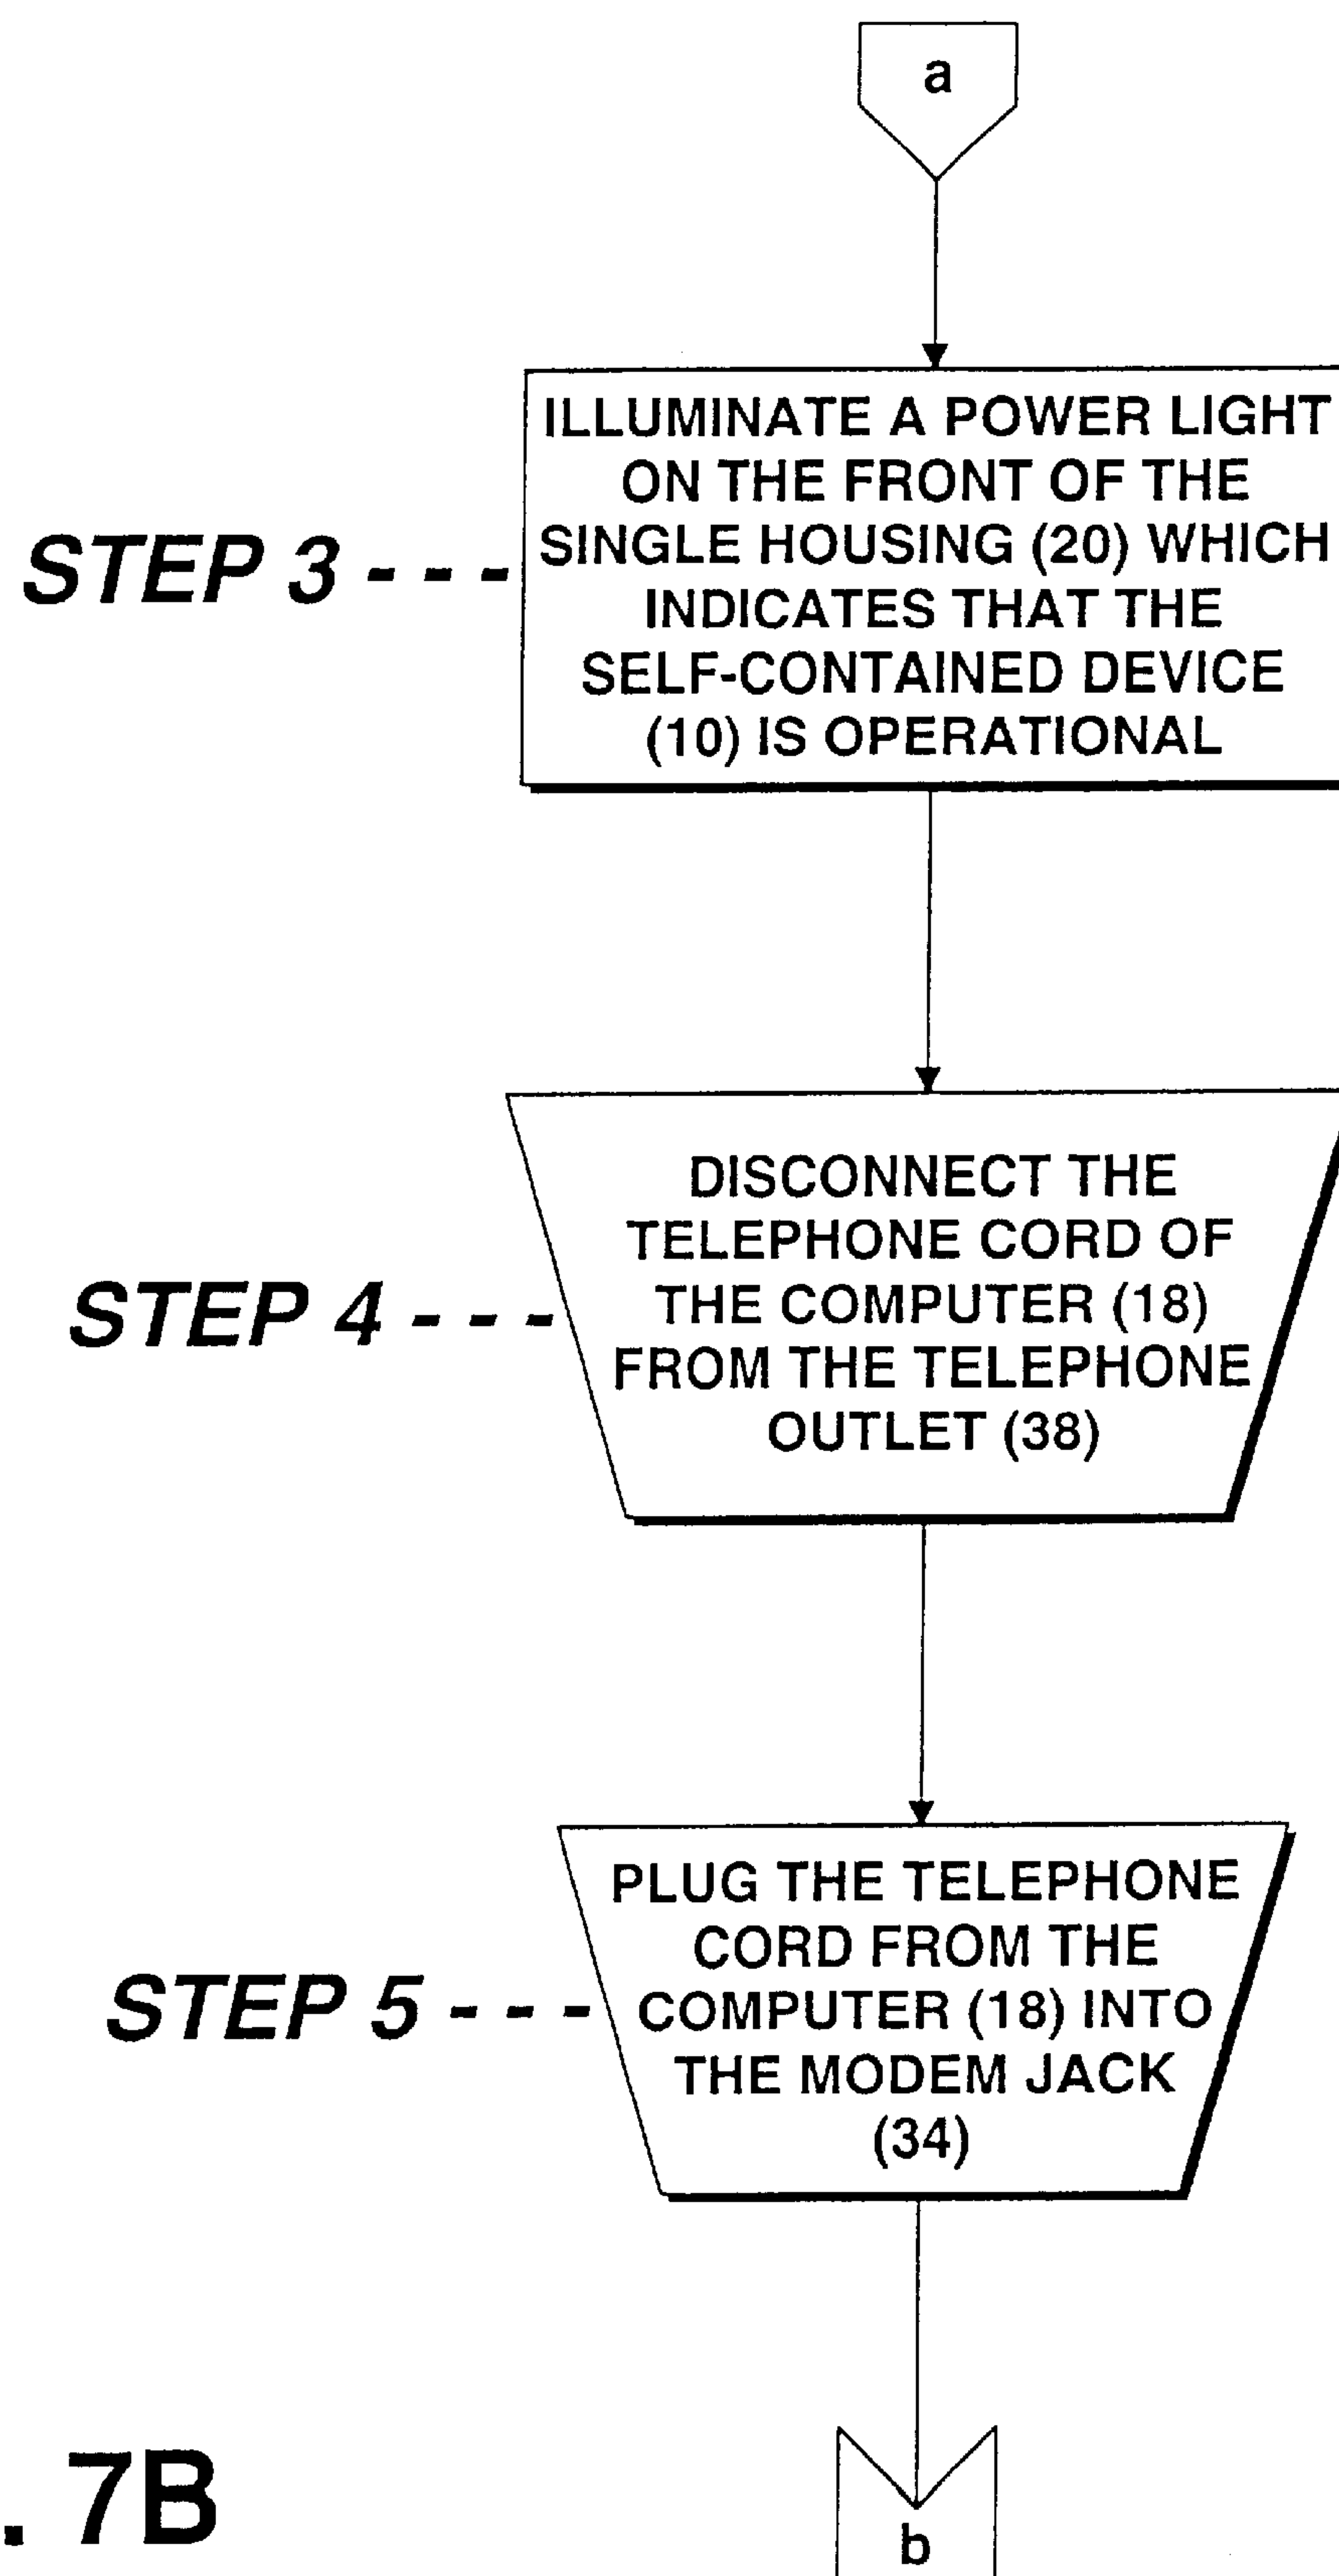 a
ILLUMINATE A POWER LIGHT
ON THE FRONT OF THE
SINGLE HOUSING (20) WHICH
INDICATES THAT THE
SELF-CONTAINED DEVICE
(10) IS OPERATIONAL
STEP 3 - - -
DISCONNECT THE
TELEPHONE CORD OF
THE COMPUTER (18)
FROM THE TELEPHONE
OUTLET (38)
STEP 4 - - -
PLUG THE TELEPHONE
CORD FROM THE
COMPUTER (18) INTO
THE MODEM JACK
(34)
STEP 5 - - -
. 7B
b